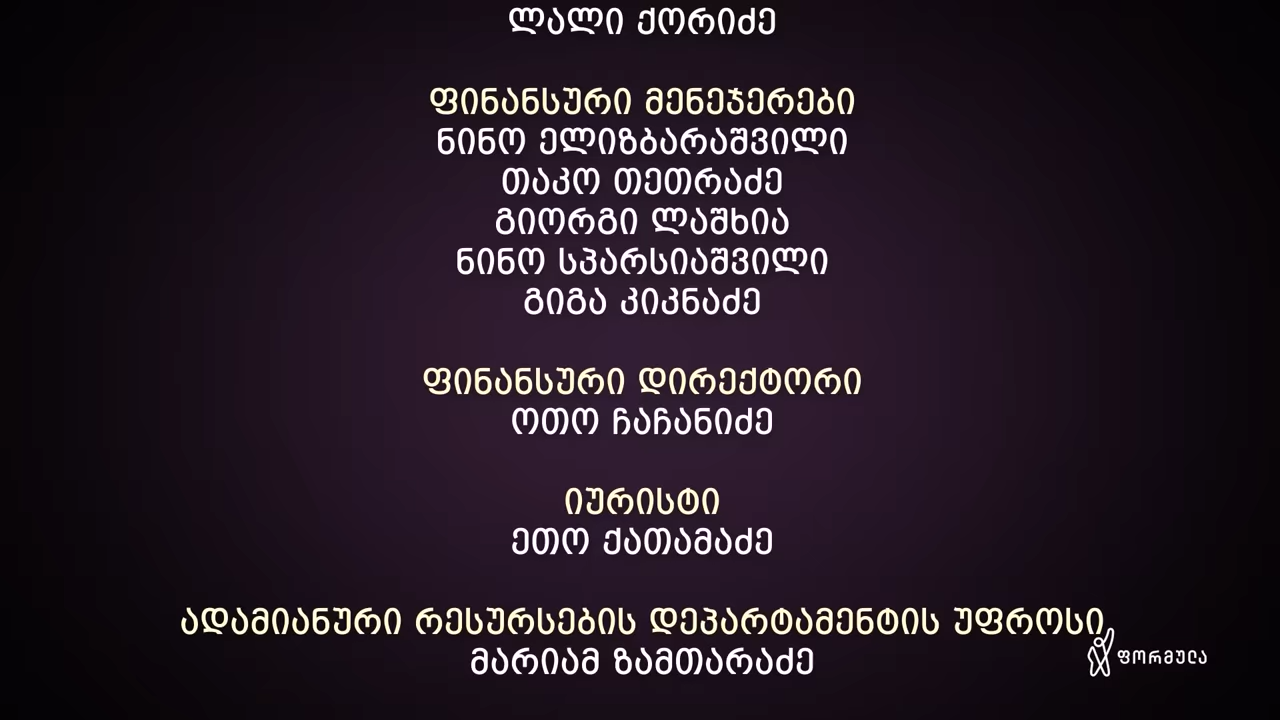 ლალი ქორიძე
ფინანსური მენეჯერები
ნინო ელიზბარაშვილი
თაკო თეთრაძე
გიორგი ლაშხია
ნინო სპარსიაშვილი
გიგა კიკნაძე
ფინანსური დირექტორი
ოთო ჩაჩანიძე
იურისტი
ეთო ქათამაძე
ადამიანური რესურსების დეპარტამენტის უფროსი
მარიამ ზამთარაძე
ფორმულა